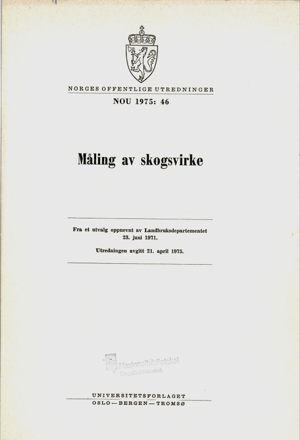 NORGES OFFENTLIGE UTREDNINGER
NOU 1975: 46
Måling av skogsvirke
Fra et utvalg oppnevnt av Landbruksdepartementet
23. juni 1971.
Utredningen avgitt 21. april 1975.
UNIVERSITETSFORLAGET
OSLO — BERGEN — TROMSØ